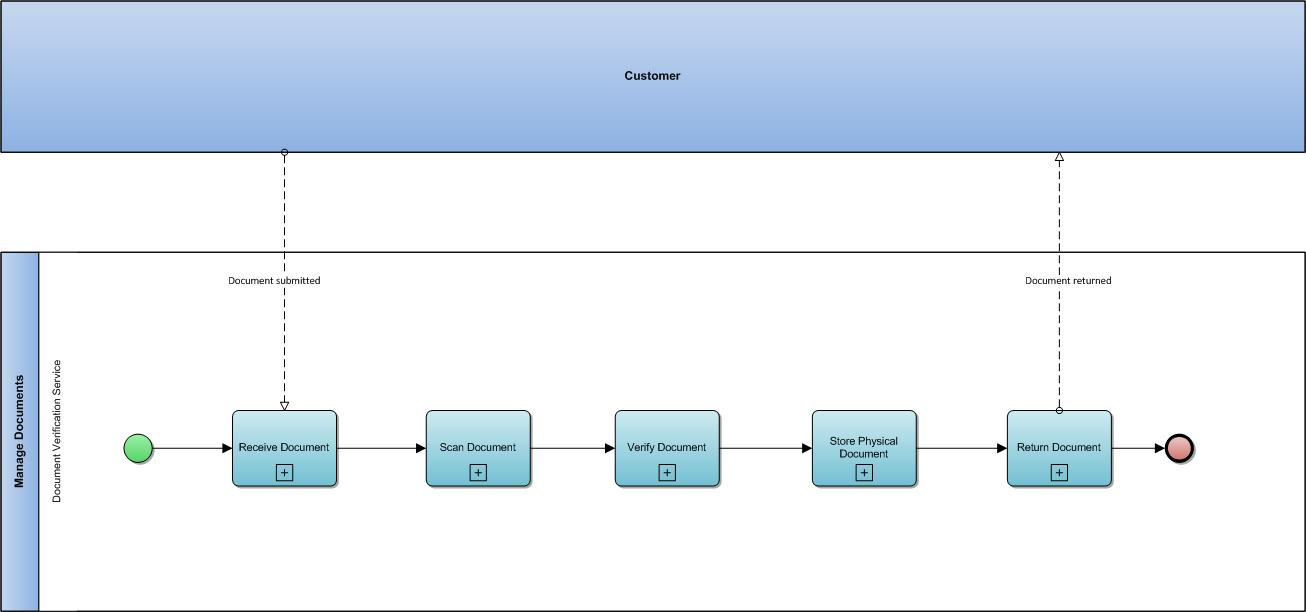 Customer
Document submitted
Document returned
Manage Documents
Document Verification Service
Receive Document
Scan Document
Verify Document
Store Physical
Document
Return Document